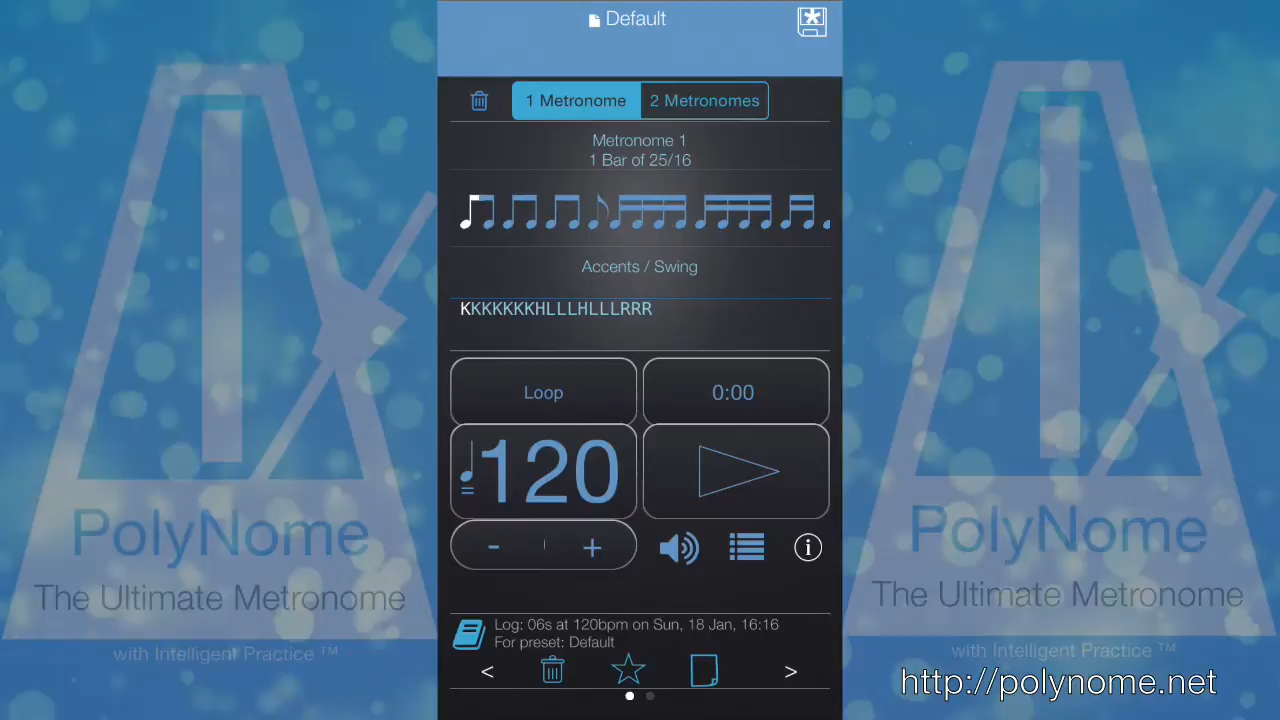 Default
1 Metronome 2 Metronomes
Metronome 1
1 Bar of 25/16
Accents / Swing
KKKKKKKHLLLHLLLRRR
Loop 0:00
120
- +
Log: 06s at 120bpm on Sun, 18 Jan, 16:16
For preset: Default
< >
PolyNome
The Ultimate Metronome
with Intelligent Practice ™
PolyNome
The Ultimate Metronome
with Intelligent Practice ™
http://polynome.net